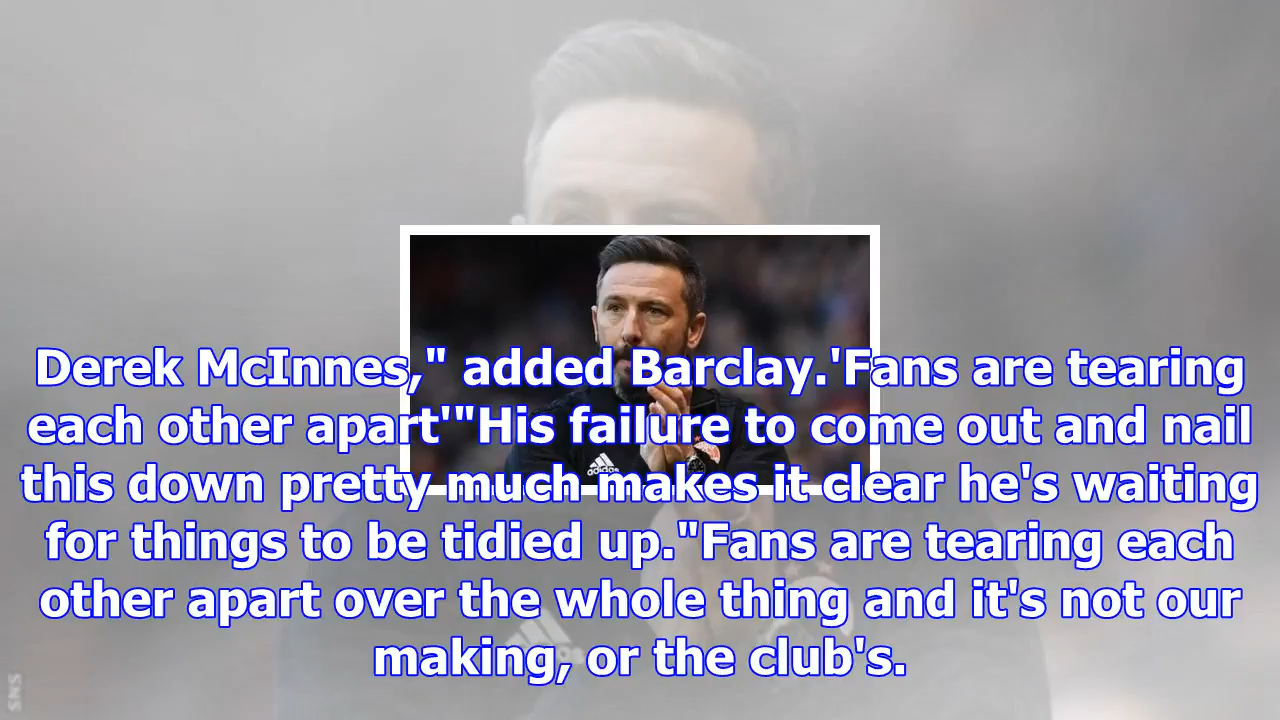 Derek McInnes," added Barclay.'Fans are tearing
each other apart'"His failure to come out and nail
this down pretty much makes it clear he's waiting
for things to be tidied up."Fans are tearing each
other apart over the whole thing and it's not our
making, or the club's.
adidas
SNS